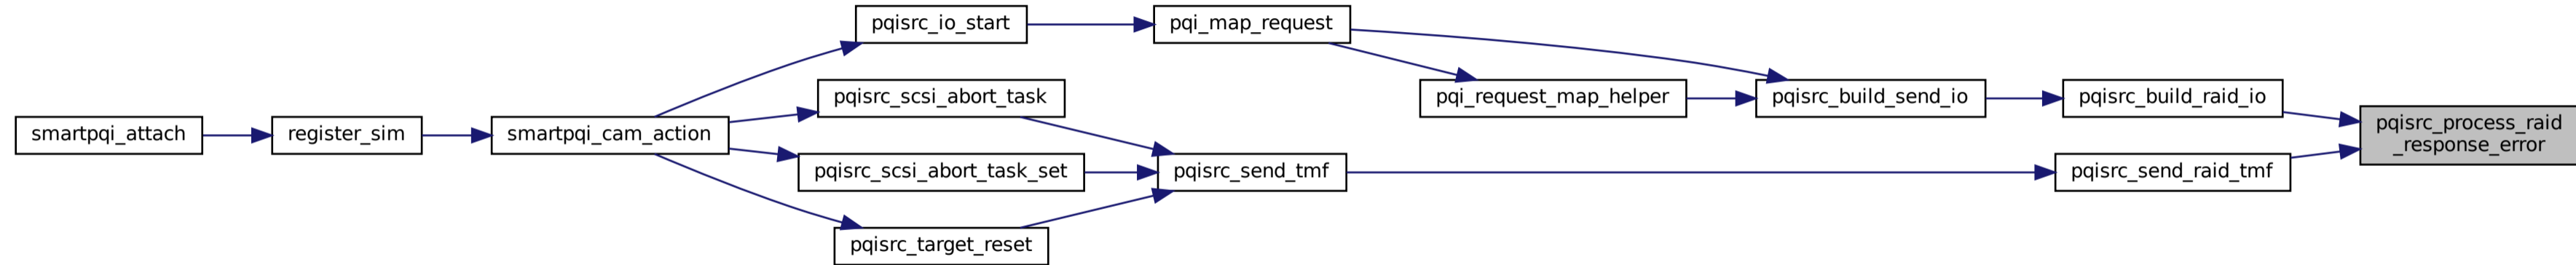 pqisrc_io_start
pqi_map_request
pqisrc_scsi_abort_task
pqi_request_map_helper
pqisrc_build_send_io
pqisrc_build_raid_io
smartpqi_attach
register_sim
smartpqi_cam_action
pqisrc_process_raid
_response_error
pqisrc_scsi_abort_task_set
pqisrc_send_tmf
pqisrc_send_raid_tmf
pqisrc_target_reset